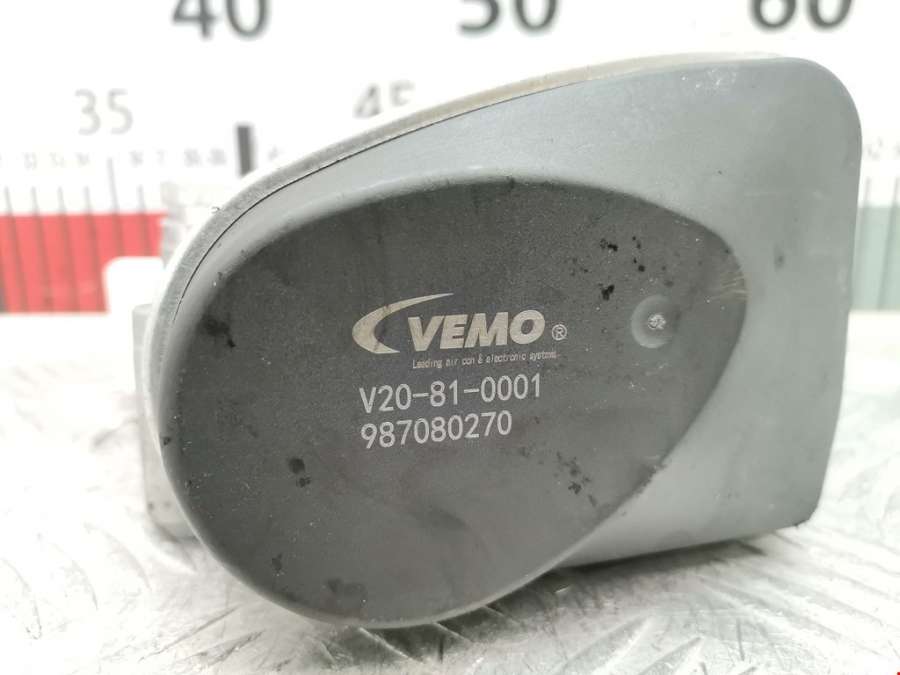 40 50 60
35 45
VEMO ®
Leading air con & electronic systems
V20-81-0001
987080270